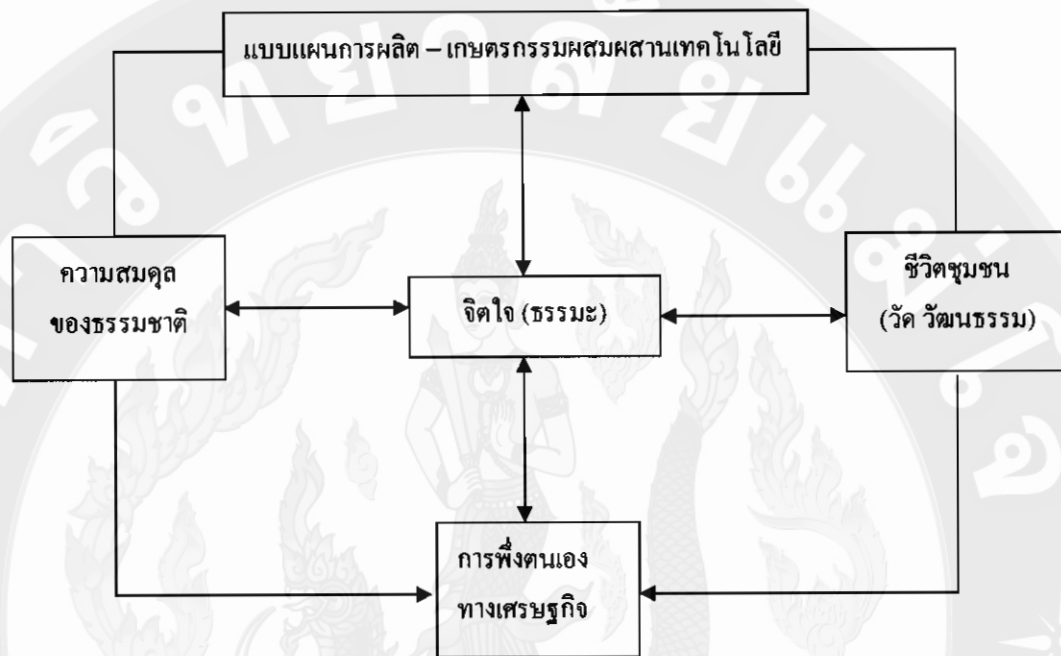 แบบแผนการผลิต – เกษตรกรรมผสมผสานเทคโนโลยี
ความสมดุล
ของธรรมชาติ
จิตใจ (ธรรมะ)
ชีวิตชุมชน
(วัด วัฒนธรรม)
การพึ่งตนเอง
ทางเศรษฐกิจ